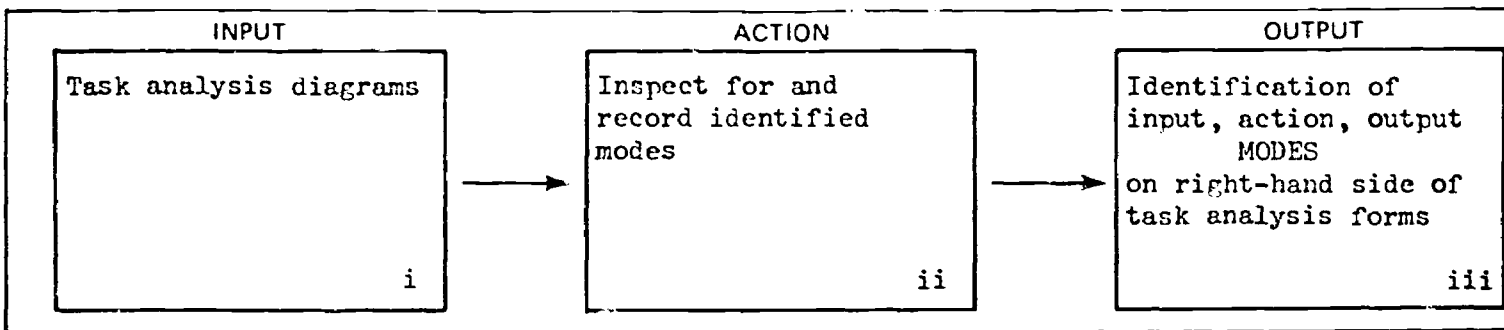 INPUT
Task analysis diagrams
i
ACTION
Inspect for and
record identified
modes
ii
OUTPUT
Identification of
input, action, output
MODES
on right-hand side of
task analysis forms
iii